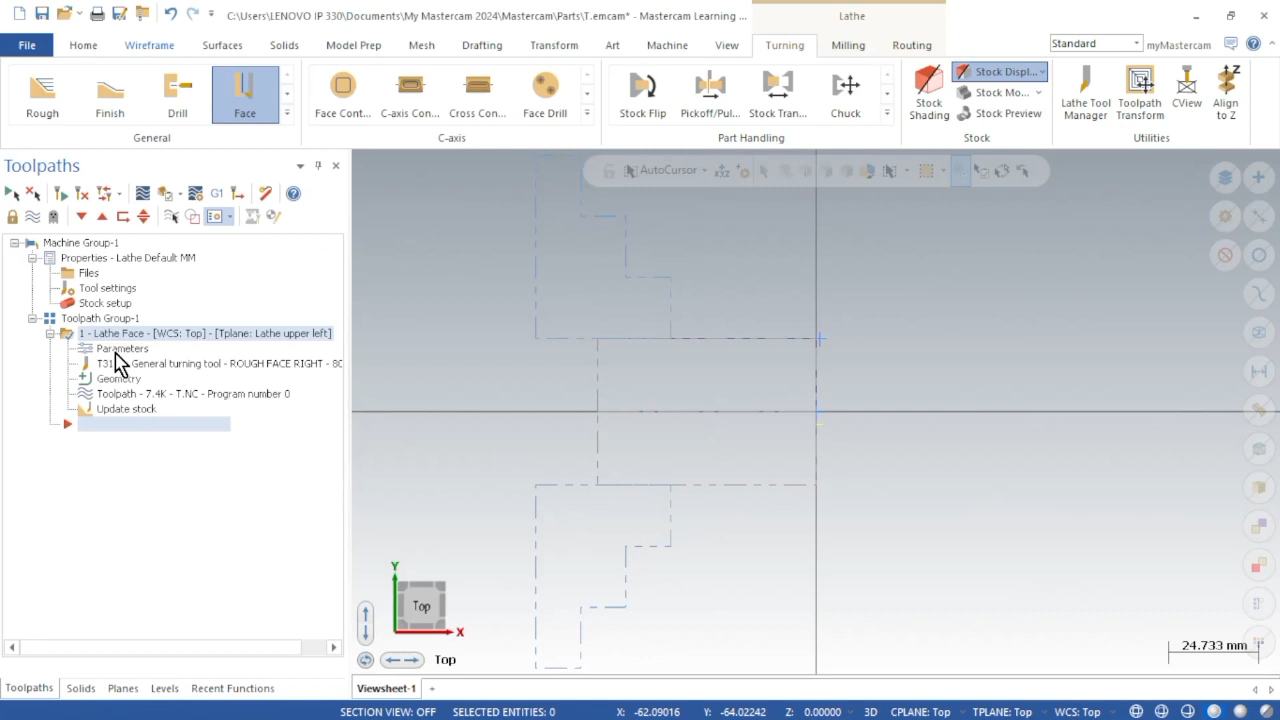 C:\Users\LENOVO IP 330\Documents\My Mastercam 2024\Mastercam\Parts\T.emcam* - Mastercam Learning ...
Lathe
File Home Wireframe Surfaces Solids Model Prep Mesh Drafting Transform Art Machine View Turning Milling Routing Standard myMastercam
Rough Finish Drill Face
General
Face Cont... C-axis Con... Cross Con... Face Drill
C-axis
Stock Flip Pickoff/Pul... Stock Tran... Chuck
Part Handling
Stock Shading
Stock Displ...
Stock Mo...
Stock Preview
Stock
Lathe Tool Manager
Toolpath Transform
CView
Align to Z
Utilities
Toolpaths
G1
AutoCursor
Machine Group-1
Properties - Lathe Default MM
Files
Tool settings
Stock setup
Toolpath Group-1
1 - Lathe Face - [WCS: Top] - [Tplane: Lathe upper left]
Parameters
General turning tool - ROUGH FACE RIGHT - 80
Geometry
Toolpath - 7.4K - T.NC - Program number 0
Update stock
Y
Top
X
Top
24.733 mm
Toolpaths Solids Planes Levels Recent Functions
Viewsheet-1 +
SECTION VIEW: OFF SELECTED ENTITIES: 0 X: -62.09016 Y: -64.02242 Z: 0.00000 3D CPLANE: Top TPLANE: Top WCS: Top